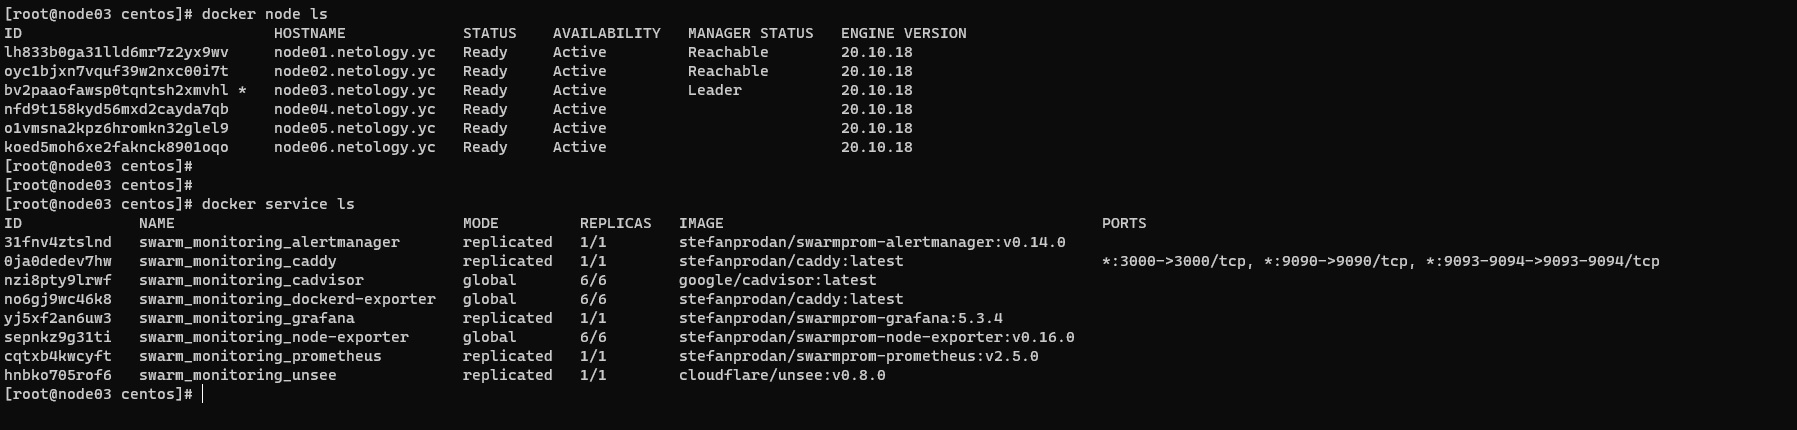 [root@node03 centos]# docker node ls
ID                            HOSTNAME             STATUS    AVAILABILITY   MANAGER STATUS   ENGINE VERSION
lh833b0ga31lld6mr7z2yx9wv     node01.netology.yc   Ready     Active         Reachable        20.10.18
oyc1bjxn7vquf39w2nxc00i7t     node02.netology.yc   Ready     Active         Reachable        20.10.18
bv2paaofawsp0tqntsh2xmvhl *   node03.netology.yc   Ready     Active         Leader           20.10.18
nfd9t158kyd56mxd2cayda7qb     node04.netology.yc   Ready     Active                          20.10.18
o1vmsna2kpz6hromkn32glel9     node05.netology.yc   Ready     Active                          20.10.18
koed5moh6xe2faknck8901oqo     node06.netology.yc   Ready     Active                          20.10.18
[root@node03 centos]#
[root@node03 centos]#
[root@node03 centos]# docker service ls
ID             NAME                                MODE         REPLICAS   IMAGE                                          PORTS
31fnv4ztslnd   swarm_monitoring_alertmanager       replicated   1/1        stefanprodan/swarmprom-alertmanager:v0.14.0
0ja0dedev7hw   swarm_monitoring_caddy              replicated   1/1        stefanprodan/caddy:latest                      *:3000->3000/tcp, *:9090->9090/tcp, *:9093-9094->9093-9094/tcp
nzi8pty9lrwf   swarm_monitoring_cadvisor           global       6/6        google/cadvisor:latest
no6gj9wc46k8   swarm_monitoring_dockerd-exporter   global       6/6        stefanprodan/caddy:latest
yj5xf2an6uw3   swarm_monitoring_grafana            replicated   1/1        stefanprodan/swarmprom-grafana:5.3.4
sepnkz9g31ti   swarm_monitoring_node-exporter      global       6/6        stefanprodan/swarmprom-node-exporter:v0.16.0
cqtxb4kwcyft   swarm_monitoring_prometheus         replicated   1/1        stefanprodan/swarmprom-prometheus:v2.5.0
hnbko705rof6   swarm_monitoring_unsee              replicated   1/1        cloudflare/unsee:v0.8.0
[root@node03 centos]#